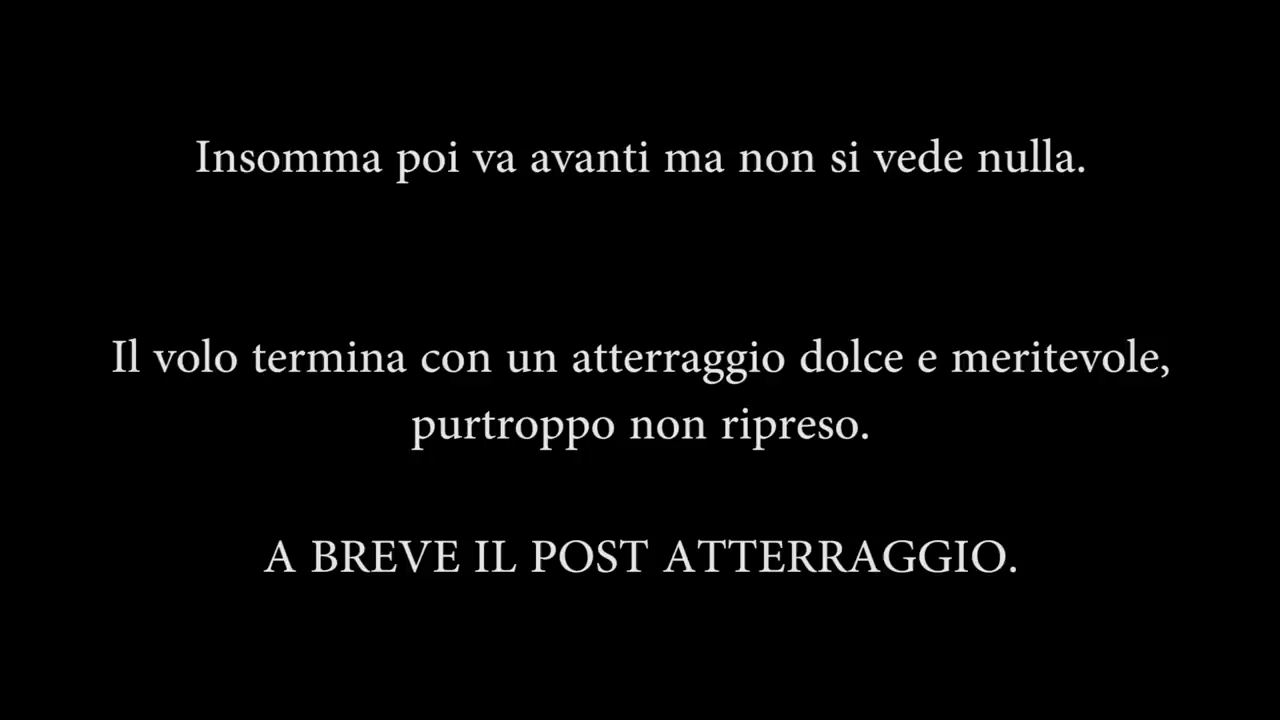 Insomma poi va avanti ma non si vede nulla.
Il volo termina con un atterraggio dolce e meritevole,
purtroppo non ripreso.
A BREVE IL POST ATTERRAGGIO.